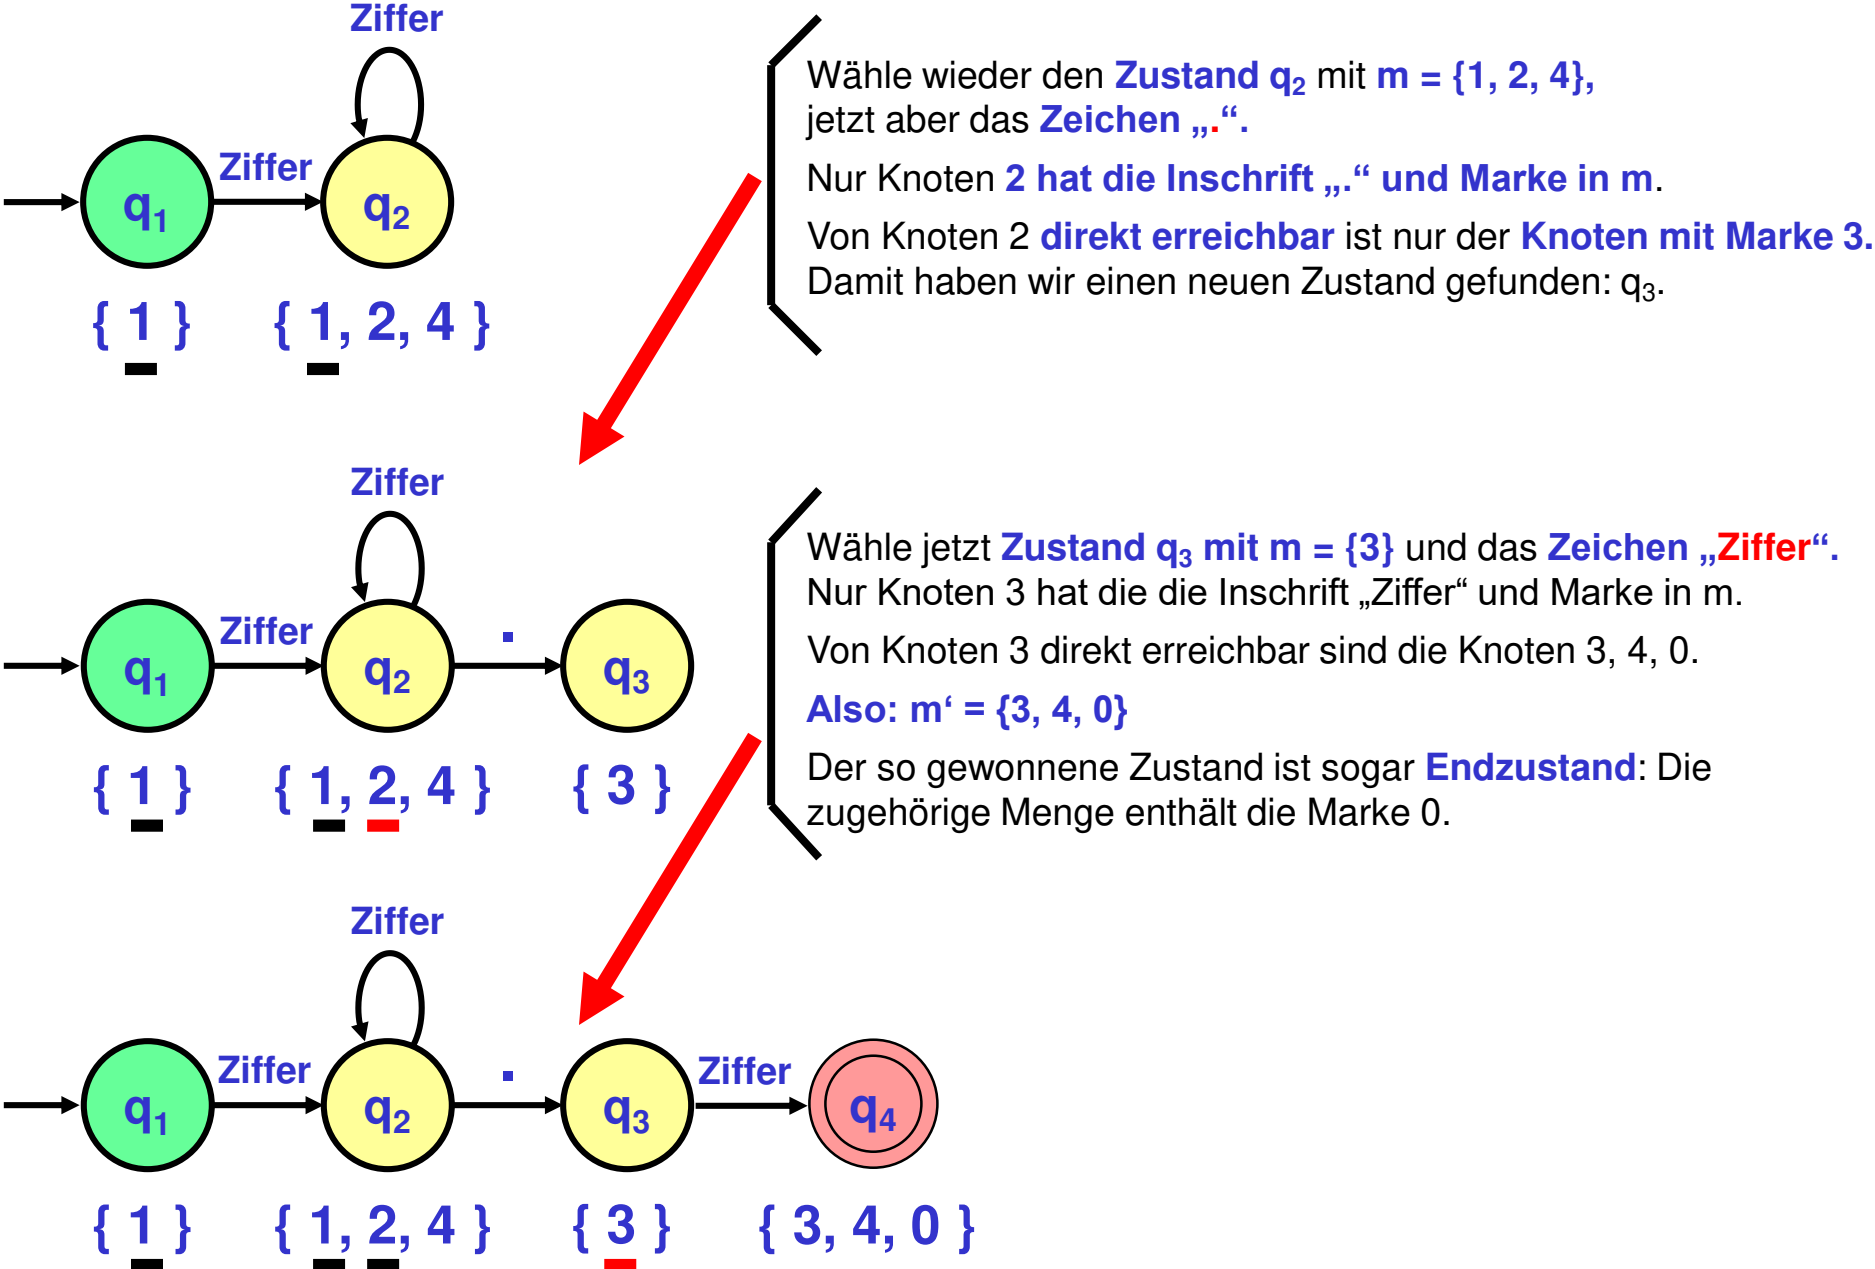 Ziffer
Wähle wieder den Zustand q2 mit m = {1, 2, 4},
jetzt aber das Zeichen „.“.
Ziffer
Nur Knoten 2 hat die Inschrift „.“ und Marke in m.
q1 q2
Von Knoten 2 direkt erreichbar ist nur der Knoten mit Marke 3.
Damit haben wir einen neuen Zustand gefunden: q3.
{ 1 } { 1, 2, 4 }
Ziffer
Wähle jetzt Zustand q3 mit m = {3} und das Zeichen „Ziffer“.
Nur Knoten 3 hat die die Inschrift „Ziffer“ und Marke in m.
Ziffer .
Von Knoten 3 direkt erreichbar sind die Knoten 3, 4, 0.
q1 q2 q3
Also: m‘ = {3, 4, 0}
Der so gewonnene Zustand ist sogar Endzustand: Die
zugehörige Menge enthält die Marke 0.
{ 1 } { 1, 2, 4 } { 3 }
Ziffer
Ziffer . Ziffer
q1 q2 q3 q4
{ 1 } { 1, 2, 4 } { 3 } { 3, 4, 0 }